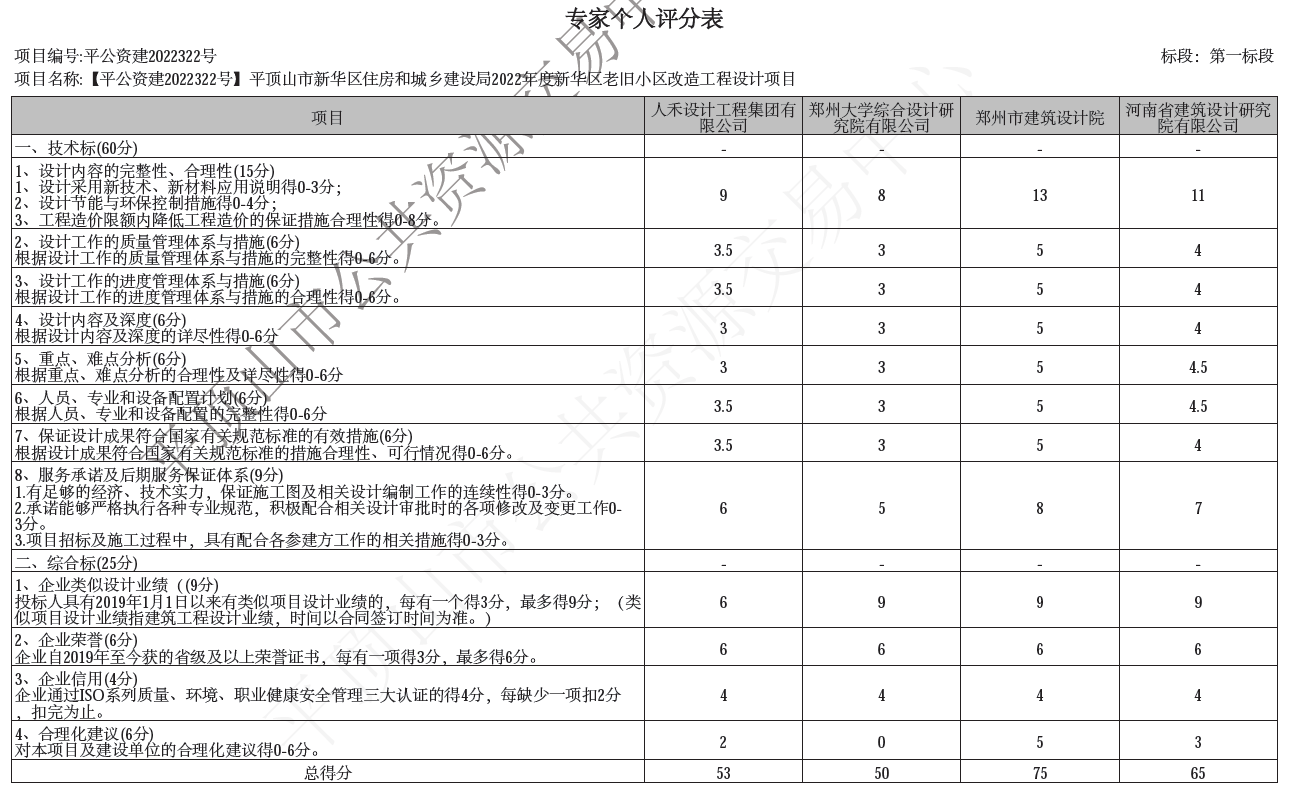 专家个人评分表
项目编号:平公资建2022322号
标段：第一标段
项目名称:【平公资建2022322号】平顶山市新华区住房和城乡建设局2022年度新华区老旧小区改造工程设计项目
项目
人禾设计工程集团有
限公司
郑州大学综合设计研
究院有限公司
郑州市建筑设计院
河南省建筑设计研究
院有限公司
一、技术标(60分)
-
-
-
-
1、设计内容的完整性、合理性(15分)
1、设计采用新技术、新材料应用说明得0-3分；
2、设计节能与环保控制措施得0-4分；
3、工程造价限额内降低工程造价的保证措施合理性得0-8分。
9
8
13
11
2、设计工作的质量管理体系与措施(6分)
根据设计工作的质量管理体系与措施的完整性得0-6分。
3.5
3
5
4
3、设计工作的进度管理体系与措施(6分)
根据设计工作的进度管理体系与措施的合理性得0-6分。
3.5
3
5
4
4、设计内容及深度(6分)
根据设计内容及深度的详尽性得0-6分
3
3
5
4
5、重点、难点分析(6分)
根据重点、难点分析的合理性及详尽性得0-6分
3
3
5
4.5
6、人员、专业和设备配置计划(6分)
根据人员、专业和设备配置的完整性得0-6分
3.5
3
5
4.5
7、保证设计成果符合国家有关规范标准的有效措施(6分)
根据设计成果符合国家有关规范标准的措施合理性、可行情况得0-6分。
3.5
3
5
4
8、服务承诺及后期服务保证体系(9分)
1.有足够的经济、技术实力，保证施工图及相关设计编制工作的连续性得0-3分。
2.承诺能够严格执行各种专业规范，积极配合相关设计审批时的各项修改及变更工作0-
3分。
3.项目招标及施工过程中，具有配合各参建方工作的相关措施得0-3分。
6
5
8
7
二、综合标(25分)
-
-
-
-
1、企业类似设计业绩（(9分)
投标人具有2019年1月1日以来有类似项目设计业绩的，每有一个得3分，最多得9分；（类
似项目设计业绩指建筑工程设计业绩，时间以合同签订时间为准。）
6
9
9
9
2、企业荣誉(6分)
企业自2019年至今获的省级及以上荣誉证书，每有一项得3分，最多得6分。
6
6
6
6
3、企业信用(4分)
企业通过ISO系列质量、环境、职业健康安全管理三大认证的得4分，每缺少一项扣2分
，扣完为止。
4
4
4
4
4、合理化建议(6分)
对本项目及建设单位的合理化建议得0-6分。
2
0
5
3
总得分
53
50
75
65
平顶山市公共资源交易中
平顶山市公共资源交易中心